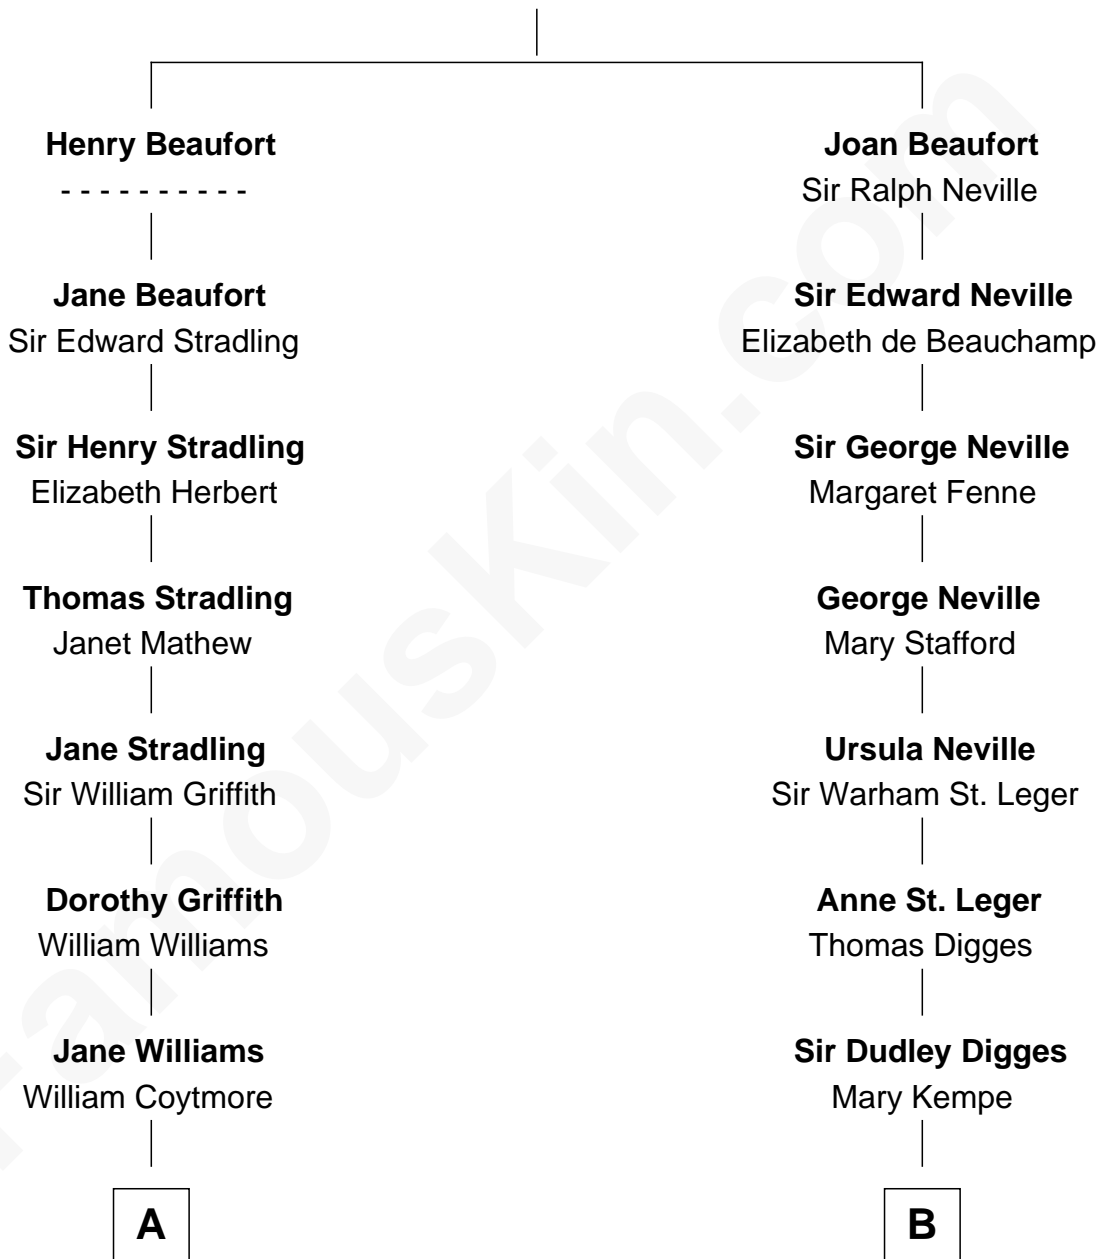 Henry Beaufort
- - - - - - - - - -
Jane Beaufort
Sir Edward Stradling
Sir Henry Stradling
Elizabeth Herbert
Thomas Stradling
Janet Mathew
Jane Stradling
Sir William Griffith
Dorothy Griffith
William Williams
Jane Williams
William Coytmore
A
Joan Beaufort
Sir Ralph Neville
Sir Edward Neville
Elizabeth de Beauchamp
Sir George Neville
Margaret Fenne
George Neville
Mary Stafford
Ursula Neville
Sir Warham St. Leger
Anne St. Leger
Thomas Digges
Sir Dudley Digges
Mary Kempe
B
FamousKin.com